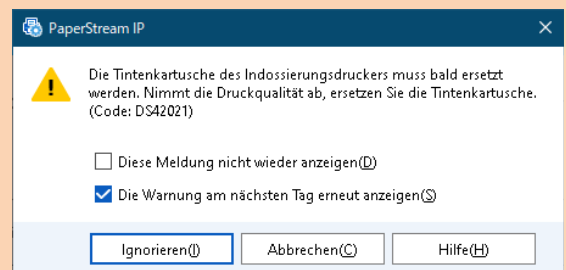 PaperStream IP
Die Tintenkartusche des Indossierungsdruckers muss bald ersetzt
werden. Nimmt die Druckqualität ab, ersetzen Sie die Tintenkartusche.
(Code: DS42021)
Diese Meldung nicht wieder anzeigen(D)
Die Warnung am nächsten Tag erneut anzeigen(S)
Ignorieren(I) Abbrechen(C) Hilfe(H)